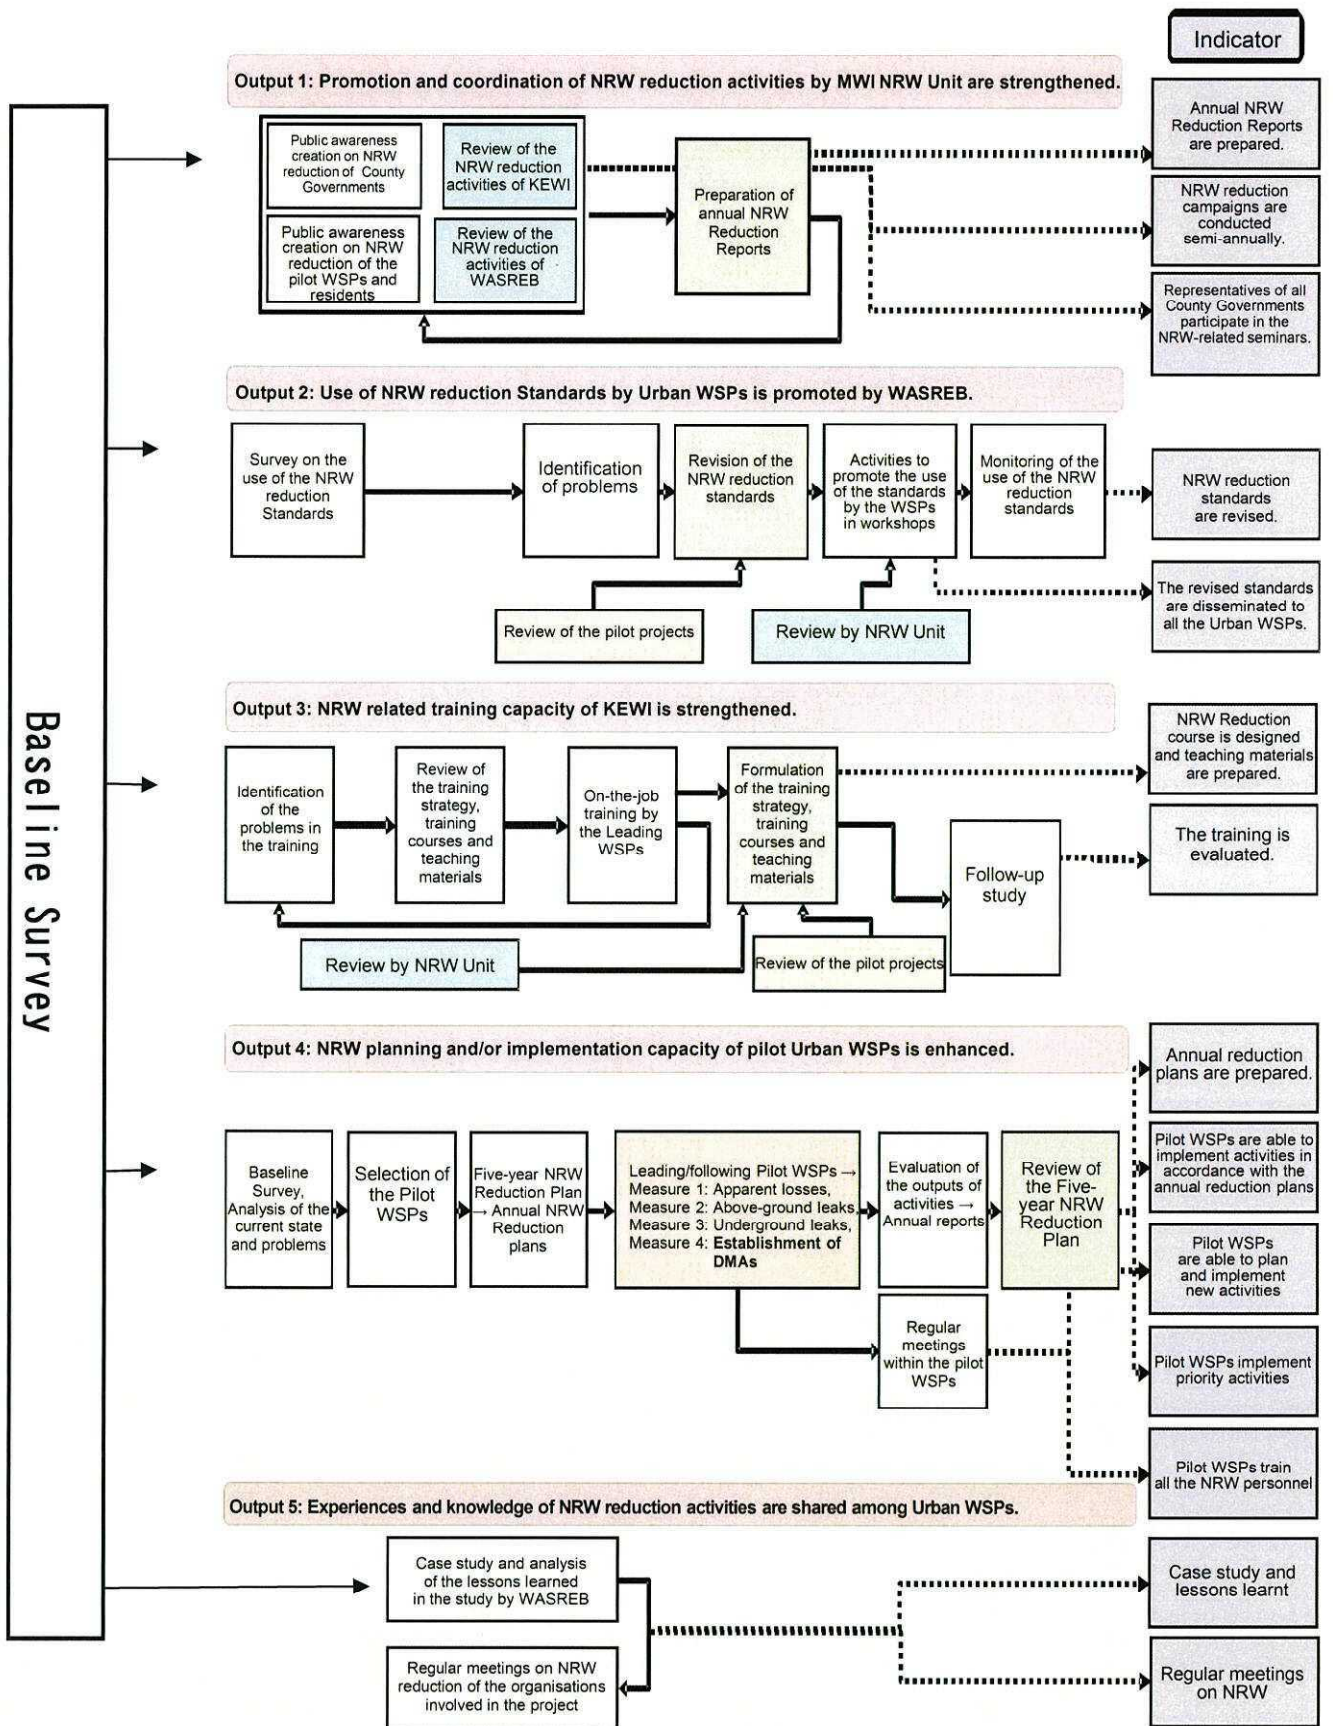 Indicator
Output 1: Promotion and coordination of NRW reduction activities by MWI NRW Unit are strengthened.
Public awareness
creation on NRW
reduction of County
Governments
Review of the
NRW reduction
activities of KEWI
Public awareness
creation on NRW
reduction of the
pilot WSPs and
residents
Review of the
NRW reduction
activities of
WASREB
Preparation of
annual NRW
Reduction
Reports
Annual NRW
Reduction Reports
are prepared.
NRW reduction
campaigns are
conducted
semi-annually.
Representatives of all
County Governments
participate in the
NRW-related seminars.
Output 2: Use of NRW reduction Standards by Urban WSPs is promoted by WASREB.
Survey on the
use of the NRW
reduction
Standards
Identification
of problems
Revision of the
NRW reduction
standards
Activities to
promote the use
of the standards
by the WSPs
in workshops
Monitoring of the
use of the NRW
reduction
standards
NRW reduction
standards
are revised.
Review of the pilot projects
Review by NRW Unit
The revised standards
are disseminated to
all the Urban WSPs.
Baseline Survey
Output 3: NRW related training capacity of KEWI is strengthened.
Identification
of the
problems in
the training
Review of
the training
strategy,
training
courses and
teaching
materials
On-the-job
training by
the Leading
WSPs
Formulation
of the training
strategy,
training
courses and
teaching
materials
Follow-up
study
NRW Reduction
course is designed
and teaching materials
are prepared.
The training is
evaluated.
Review by NRW Unit
Review of the pilot projects
Output 4: NRW planning and/or implementation capacity of pilot Urban WSPs is enhanced.
Baseline
Survey,
Analysis of the
current state
and problems
Selection of
the Pilot
WSPs
Five-year NRW
Reduction Plan
→ Annual NRW
Reduction
plans
Leading/following Pilot WSPs →
Measure 1: Apparent losses,
Measure 2: Above-ground leaks,
Measure 3: Underground leaks,
Measure 4: Establishment of
DMAs
Evaluation of
the outputs of
activities →
Annual reports
Review of
the Five-
year NRW
Reduction
Plan
Regular
meetings
within the pilot
WSPs
Annual reduction
plans are prepared.
Pilot WSPs are able to
implement activities in
accordance with the
annual reduction plans
Pilot WSPs
are able to plan
and implement
new activities
Pilot WSPs implement
priority activities
Pilot WSPs train
all the NRW personnel
Output 5: Experiences and knowledge of NRW reduction activities are shared among Urban WSPs.
Case study and analysis
of the lessons learned
in the study by WASREB
Regular meetings on NRW
reduction of the organisations
involved in the project
Case study and
lessons learnt
Regular meetings
on NRW